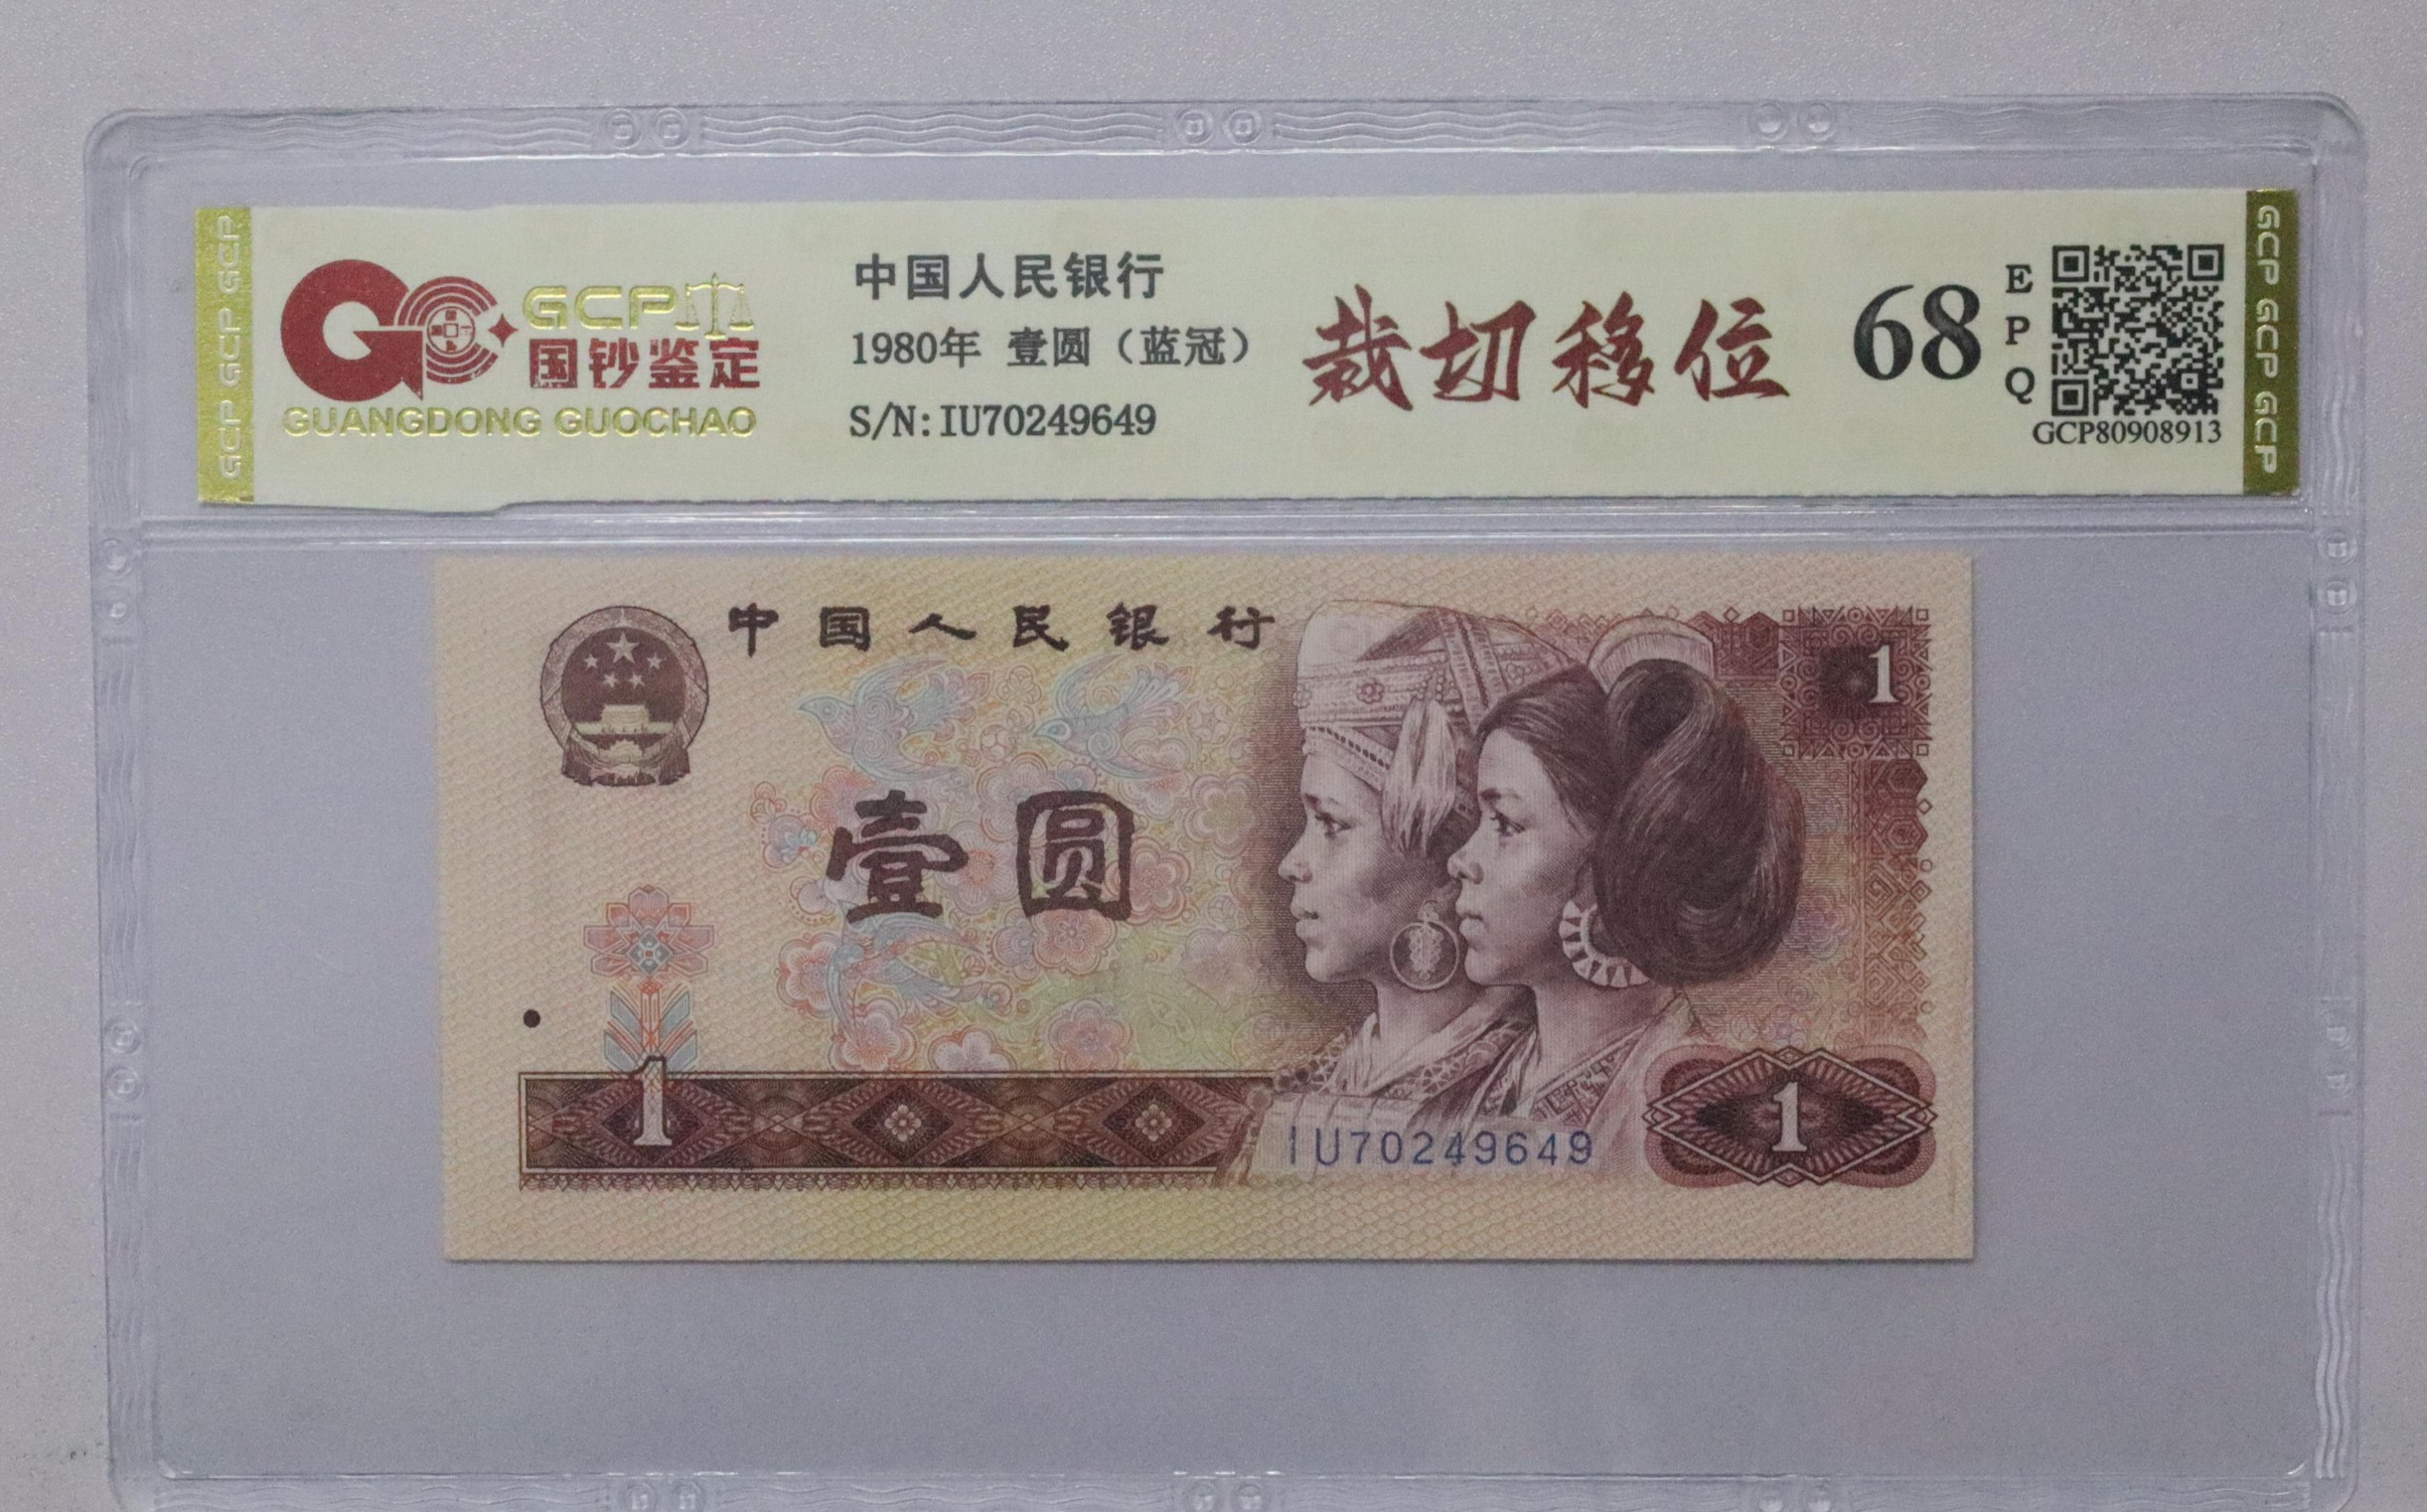 GCP GCP GCP GCP
GCP
国钞鉴定
GUANGDONG GUOCHAO
中国人民银行
1980年 壹圆（蓝冠）
S/N:IU70249649
裁切移位
68
EPQ
GCP80908913
GCP GCP GCP GCP
中国人民银行
1
壹圆
1
IU70249649
1